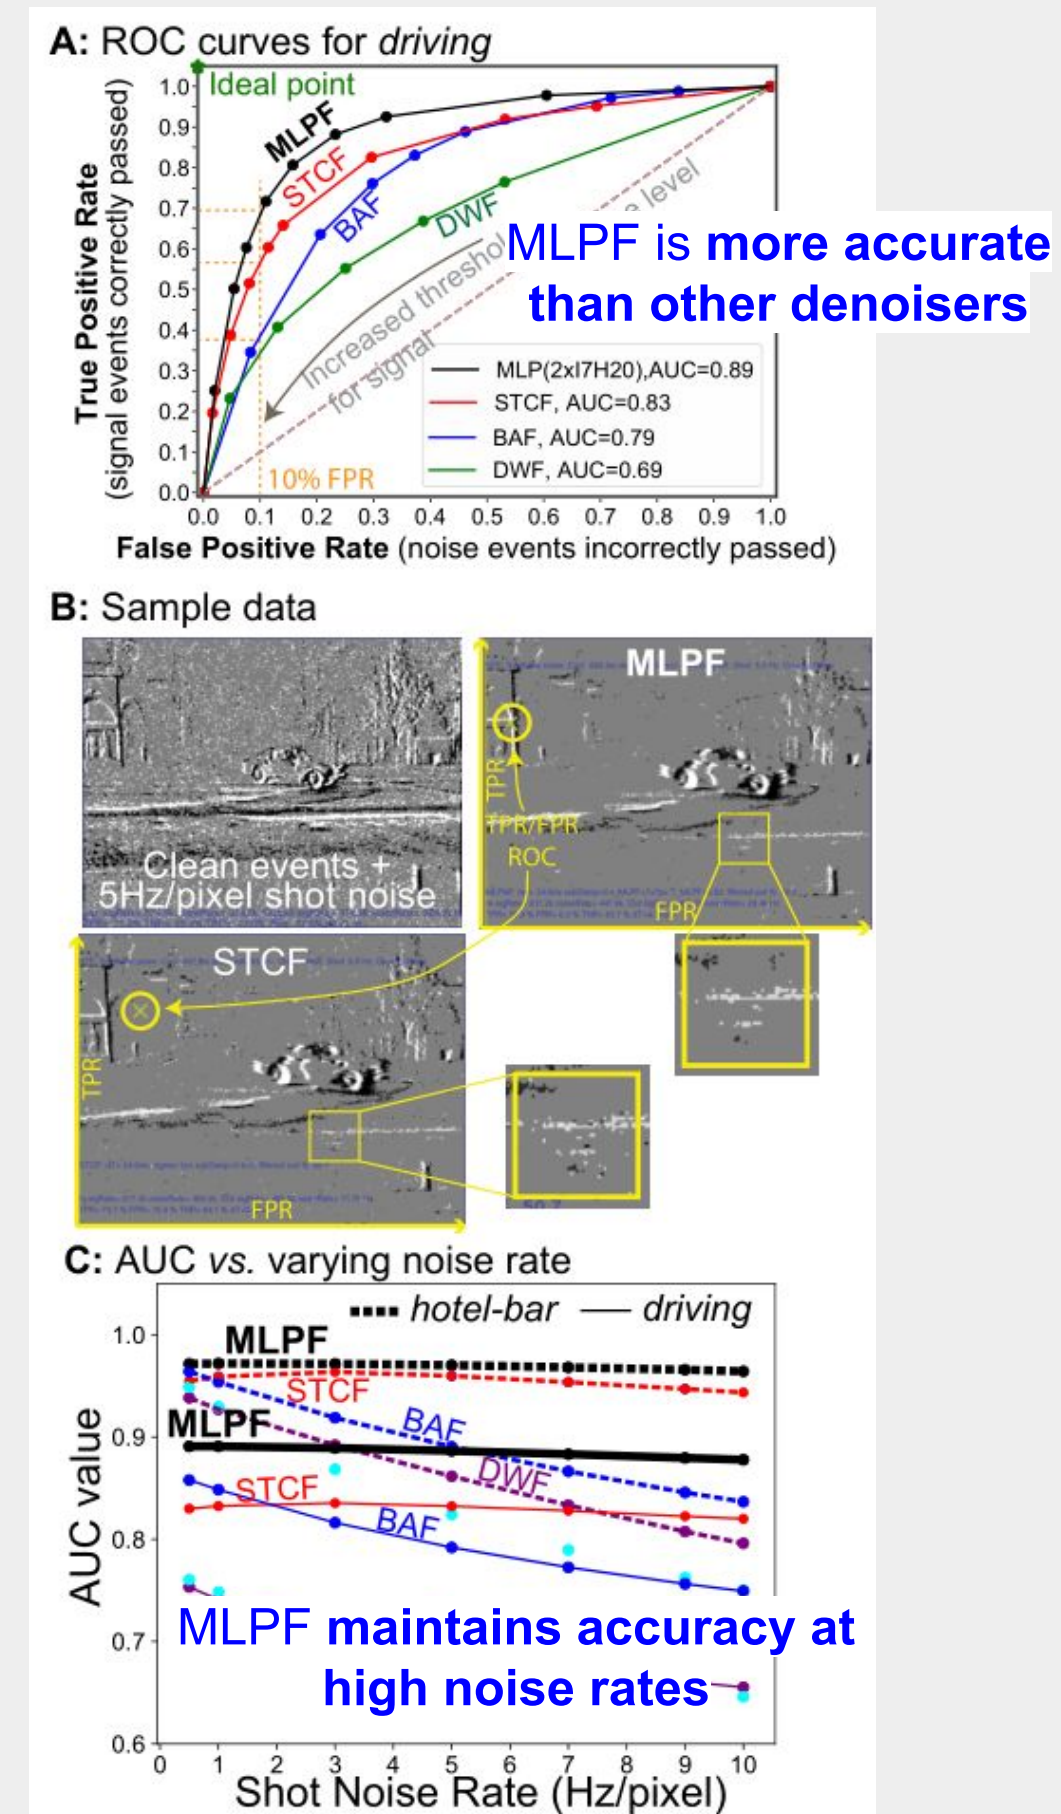 A: ROC curves for driving
Ideal point
MLPF
STCF
BAF
DWF
e level
Increased threshol
for signal
10% FPR
MLP(2xI7H20),AUC=0.89
STCF, AUC=0.83
BAF, AUC=0.79
DWF, AUC=0.69
True Positive Rate
(signal events correctly passed)
1.0
0.9
0.8
0.7
0.6
0.5
0.4
0.3
0.2
0.1
0.0
0.0 0.1 0.2 0.3 0.4 0.5 0.6 0.7 0.8 0.9 1.0
False Positive Rate (noise events incorrectly passed)
MLPF is more accurate
than other denoisers
B: Sample data
Clean events +
5Hz/pixel shot noise
MLPF
TPR
TPR/FPR
ROC
FPR
STCF
TPR
FPR
C: AUC vs. varying noise rate
hotel-bar driving
MLPF
STCF
BAF
MLPF
DWF
STCF
BAF
AUC value
1.0
0.9
0.8
0.7
0.6
MLPF maintains accuracy at
high noise rates
0 1 2 3 4 5 6 7 8 9 10
Shot Noise Rate (Hz/pixel)